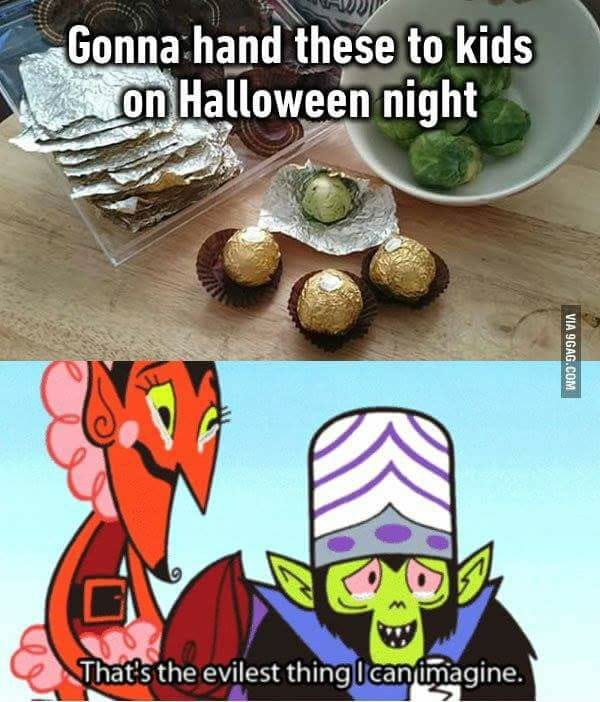 Gonna hand these to kids
on Halloween night
VIA 9GAG.COM
That's the evilest thing I can imagine.